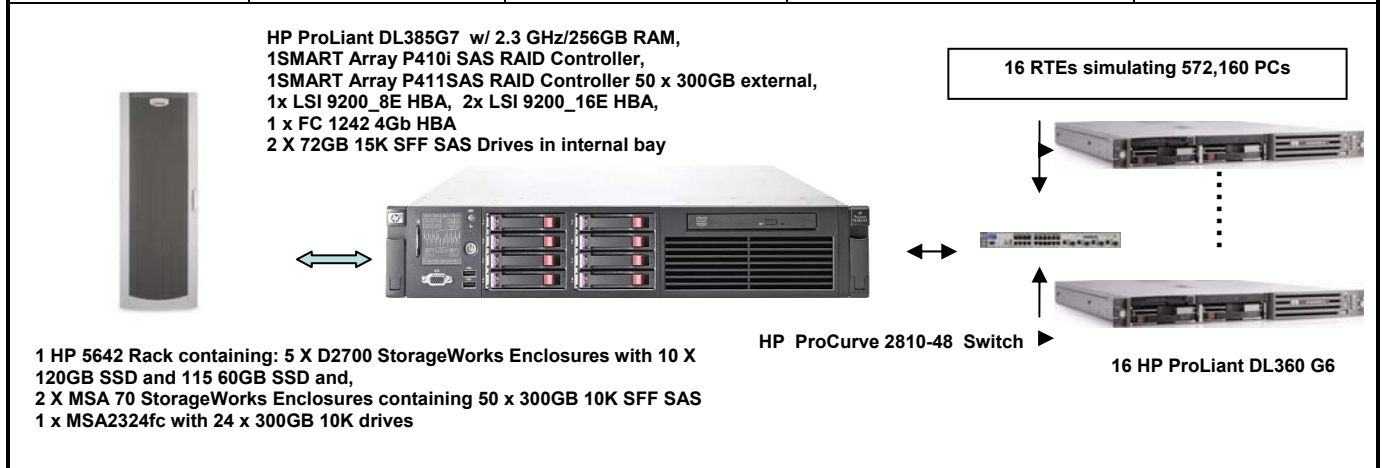 HP ProLiant DL385G7 w/ 2.3 GHz/256GB RAM,
1SMART Array P410i SAS RAID Controller,
1SMART Array P411SAS RAID Controller 50 x 300GB external,
1x LSI 9200_8E HBA, 2x LSI 9200_16E HBA,
1 x FC 1242 4Gb HBA
2 X 72GB 15K SFF SAS Drives in internal bay
16 RTEs simulating 572,160 PCs
HP ProCurve 2810-48 Switch
16 HP ProLiant DL360 G6
1 HP 5642 Rack containing: 5 X D2700 StorageWorks Enclosures with 10 X
120GB SSD and 115 60GB SSD and,
2 X MSA 70 StorageWorks Enclosures containing 50 x 300GB 10K SFF SAS
1 x MSA2324fc with 24 x 300GB 10K drives